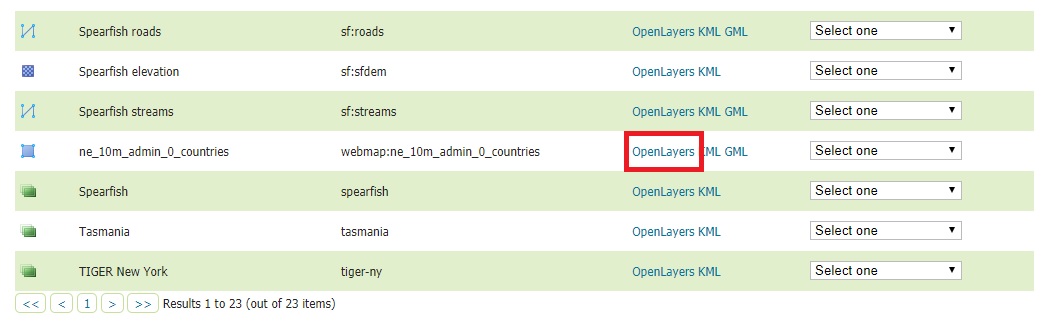 Spearfish roads sf:roads OpenLayers KML GML Select one
Spearfish elevation sf:sfdem OpenLayers KML Select one
Spearfish streams sf:streams OpenLayers KML GML Select one
ne_10m_admin_0_countries webmap:ne_10m_admin_0_countries OpenLayers KML GML Select one
Spearfish spearfish OpenLayers KML Select one
Tasmania tasmania OpenLayers KML Select one
TIGER New York tiger-ny OpenLayers KML Select one
<< < 1 > >> Results 1 to 23 (out of 23 items)